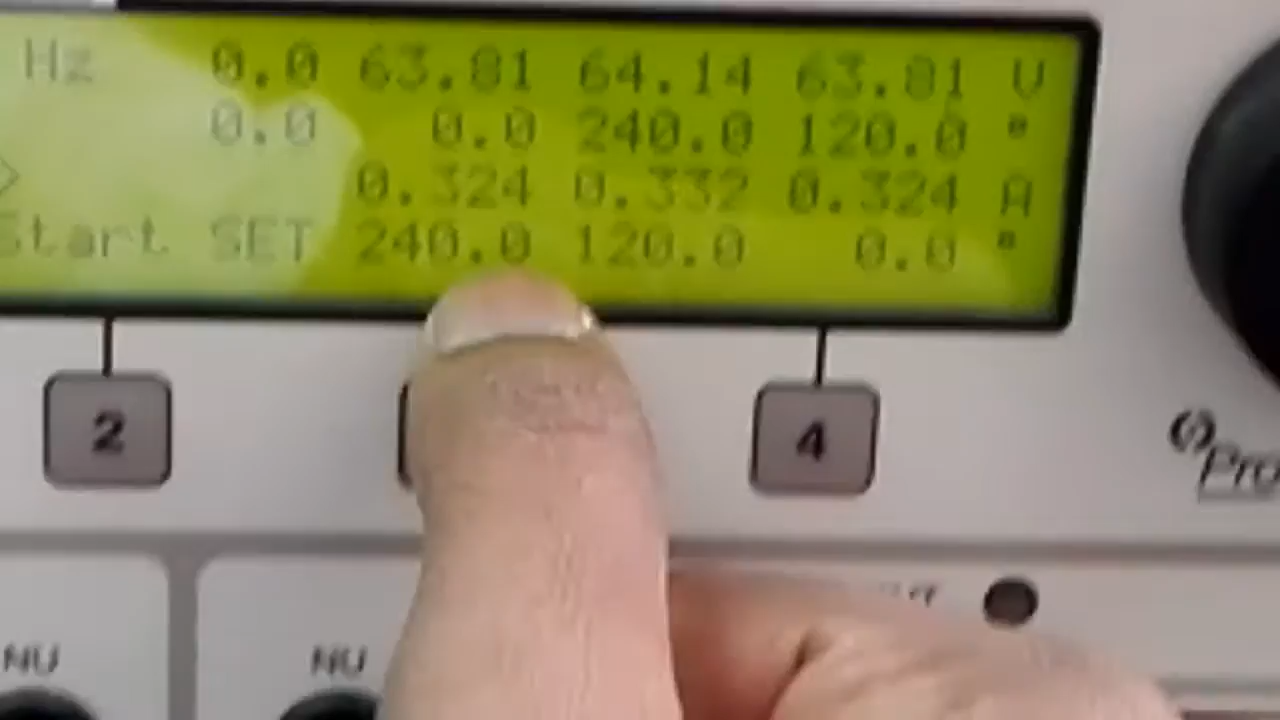 Hz 0.0 63.81 64.14 63.81 V
0.0 0.0 240.0 120.0 °
> 0.324 0.332 0.324 A
Start SET 240.0 120.0 0.0 °
2 4
Pro
NU NU